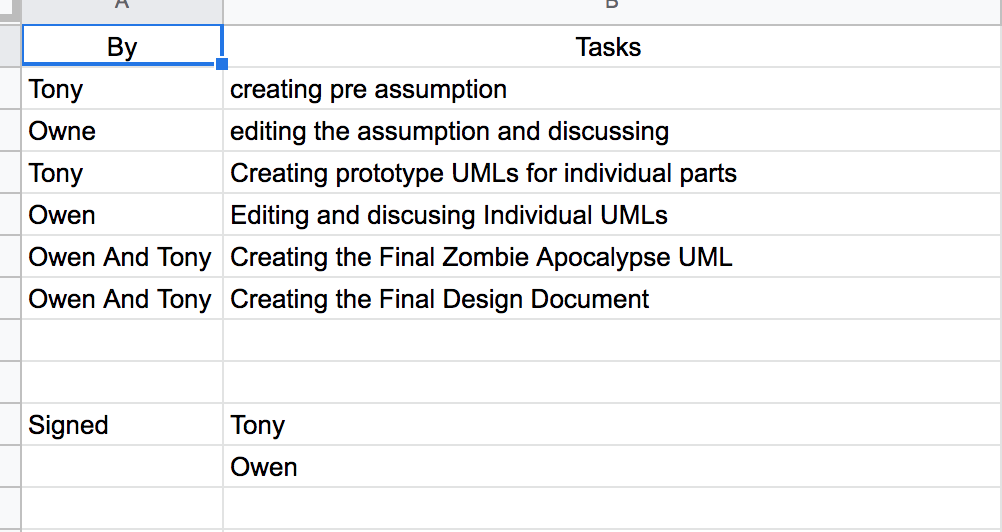 A B
By Tasks
Tony creating pre assumption
Owne editing the assumption and discussing
Tony Creating prototype UMLs for individual parts
Owen Editing and discusing Individual UMLs
Owen And Tony Creating the Final Zombie Apocalypse UML
Owen And Tony Creating the Final Design Document
Signed Tony
Owen